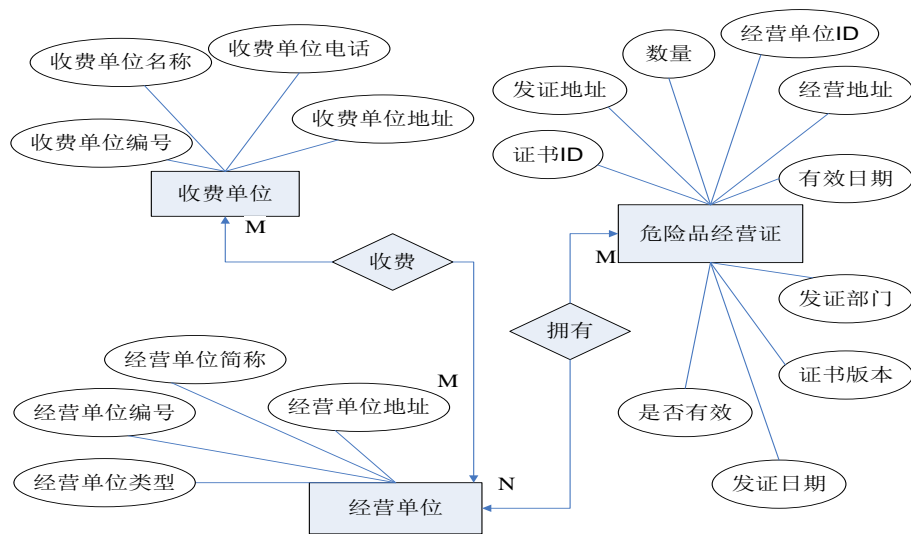 收费单位名称
收费单位电话
收费单位编号
收费单位地址
收费单位
M
收费
M
经营单位简称
经营单位编号
经营单位地址
经营单位类型
经营单位
N
拥有
M
数量
经营单位ID
发证地址
经营地址
证书ID
有效日期
危险品经营证
发证部门
证书版本
是否有效
发证日期